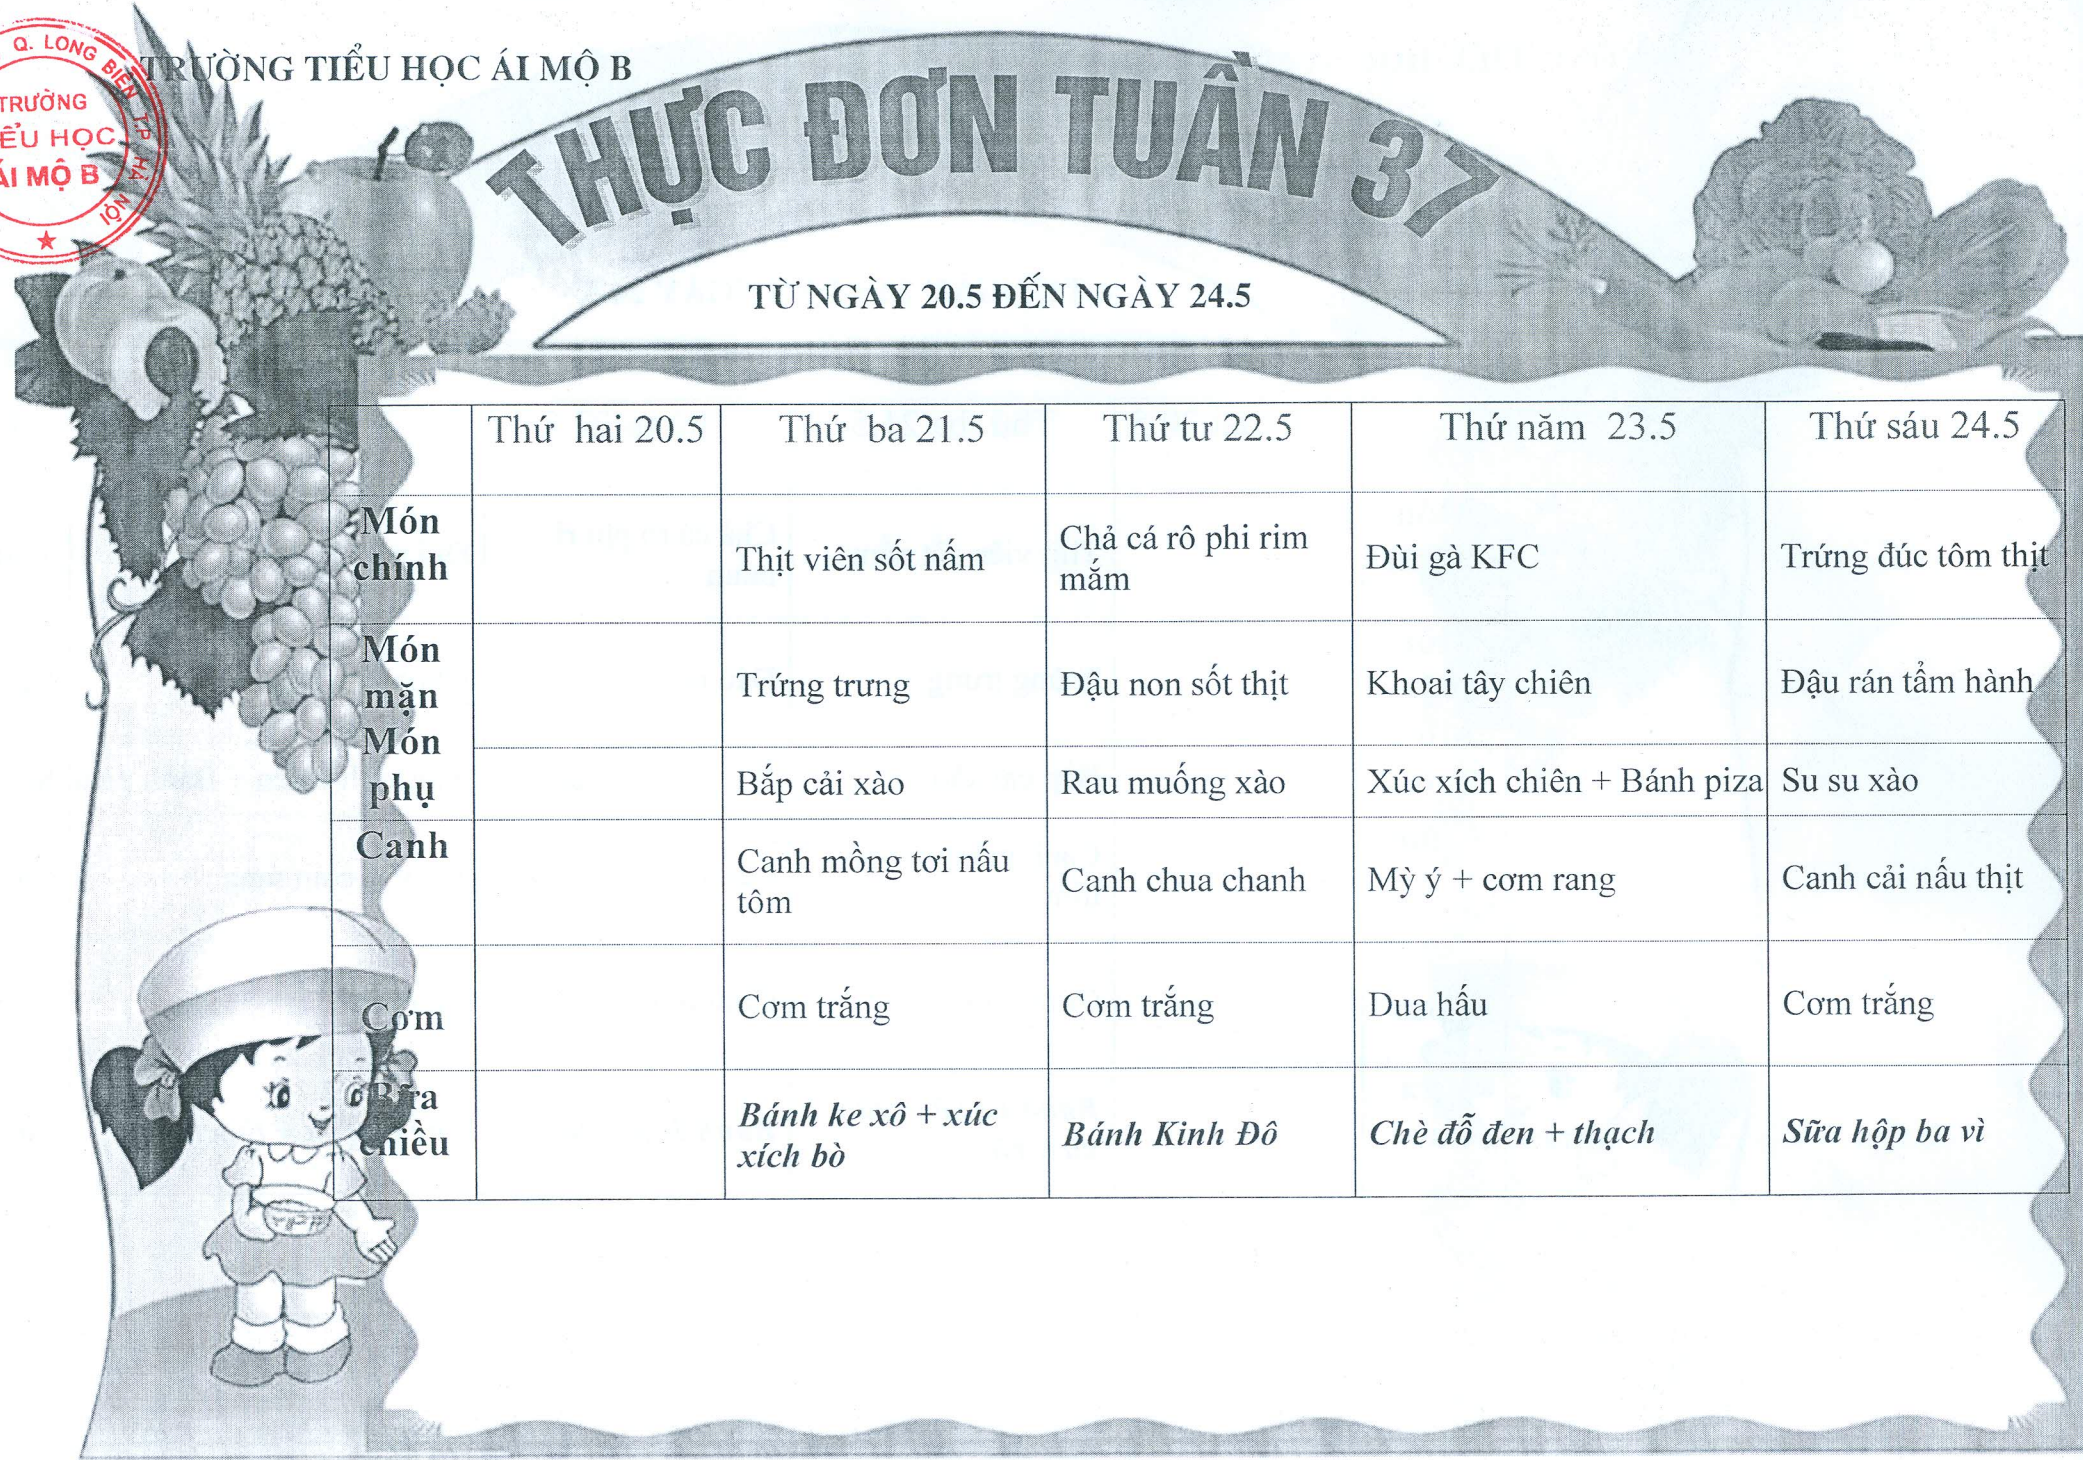 Q. LONG BIÊN T.P HÀ NỘI
TRƯỜNG
ÁI MỘ B
TRƯỜNG TIỂU HỌC ÁI MỘ B
THỰC ĐƠN TUẦN 37
TỪ NGÀY 20.5 ĐẾN NGÀY 24.5
Thứ hai 20.5 Thứ ba 21.5 Thứ tư 22.5 Thứ năm 23.5 Thứ sáu 24.5
Món
chính
Thịt viên sốt nấm
Chả cá rô phi rim
mắm
Đùi gà KFC
Trứng đúc tôm thịt
Món
mặn
Trứng trưng
Đậu non sốt thịt
Khoai tây chiên
Đậu rán tẩm hành
Món
phụ
Bắp cải xào
Rau muống xào
Xúc xích chiên + Bánh piza
Su su xào
Canh
Canh mồng tơi nấu
tôm
Canh chua chanh
Mỳ ý + cơm rang
Canh cải nấu thịt
Cơm
Cơm trắng
Cơm trắng
Dua hấu
Cơm trắng
Bữa
chiều
Bánh ke xô + xúc
xích bò
Bánh Kinh Đô
Chè đỗ đen + thạch
Sữa hộp ba vì